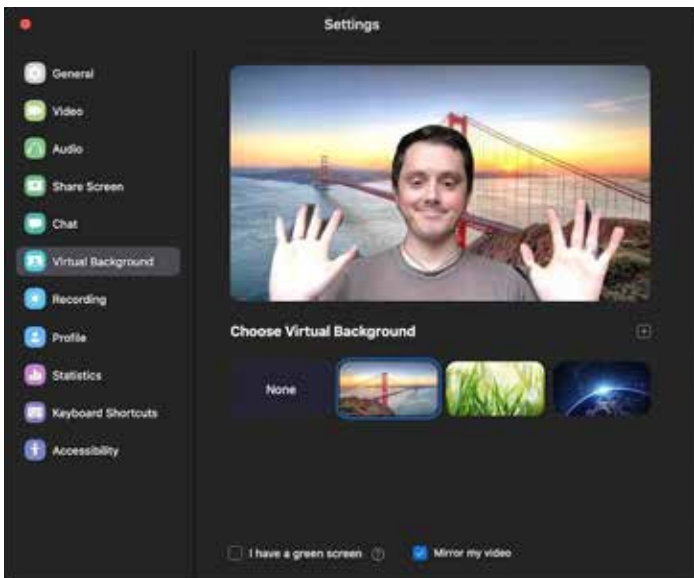 Settings
General
Video
Audio
Share Screen
Chat
Virtual Background
Recording
Profile
Statistics
Keyboard Shortcuts
Accessibility
Choose Virtual Background
None
I have a green screen ?
Mirror my video